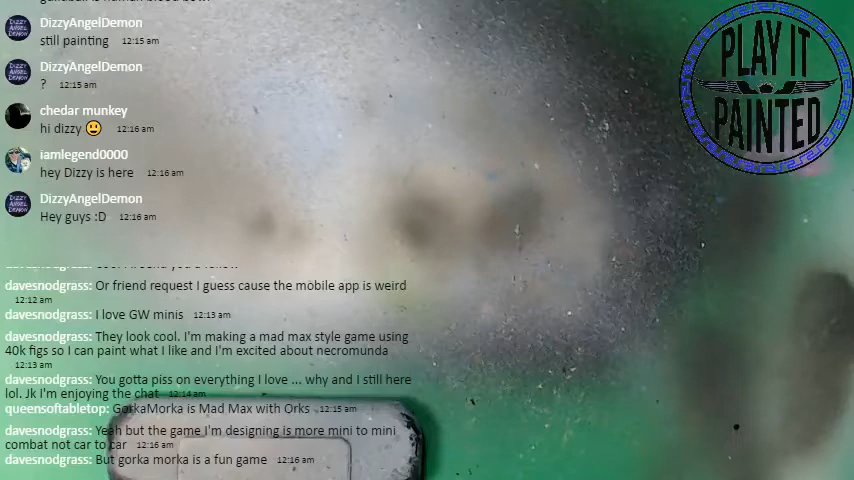 DizzyAngelDemon
still painting 12:15 am
DizzyAngelDemon
? 12:15 am
chedar munkey
hi dizzy 😃 12:16 am
iamlegend0000
hey Dizzy is here 12:16 am
DizzyAngelDemon
Hey guys :D 12:16 am
davesnodgrass: Or friend request I guess cause the mobile app is weird
12:12 am
davesnodgrass: I love GW minis 12:13 am
davesnodgrass: They look cool. I'm making a mad max style game using
40k figs so I can paint what I like and I'm excited about necromunda
12:13 am
davesnodgrass: You gotta piss on everything I love ... why and I still here
lol. Jk I'm enjoying the chat 12:14 am
queensoftabletop: GorkaMorka is Mad Max with Orks 12:15 am
davesnodgrass: Yeah but the game I'm designing is more mini to mini
combat not car to car 12:16 am
davesnodgrass: But gorka morka is a fun game 12:16 am
PLAY IT
PAINTED